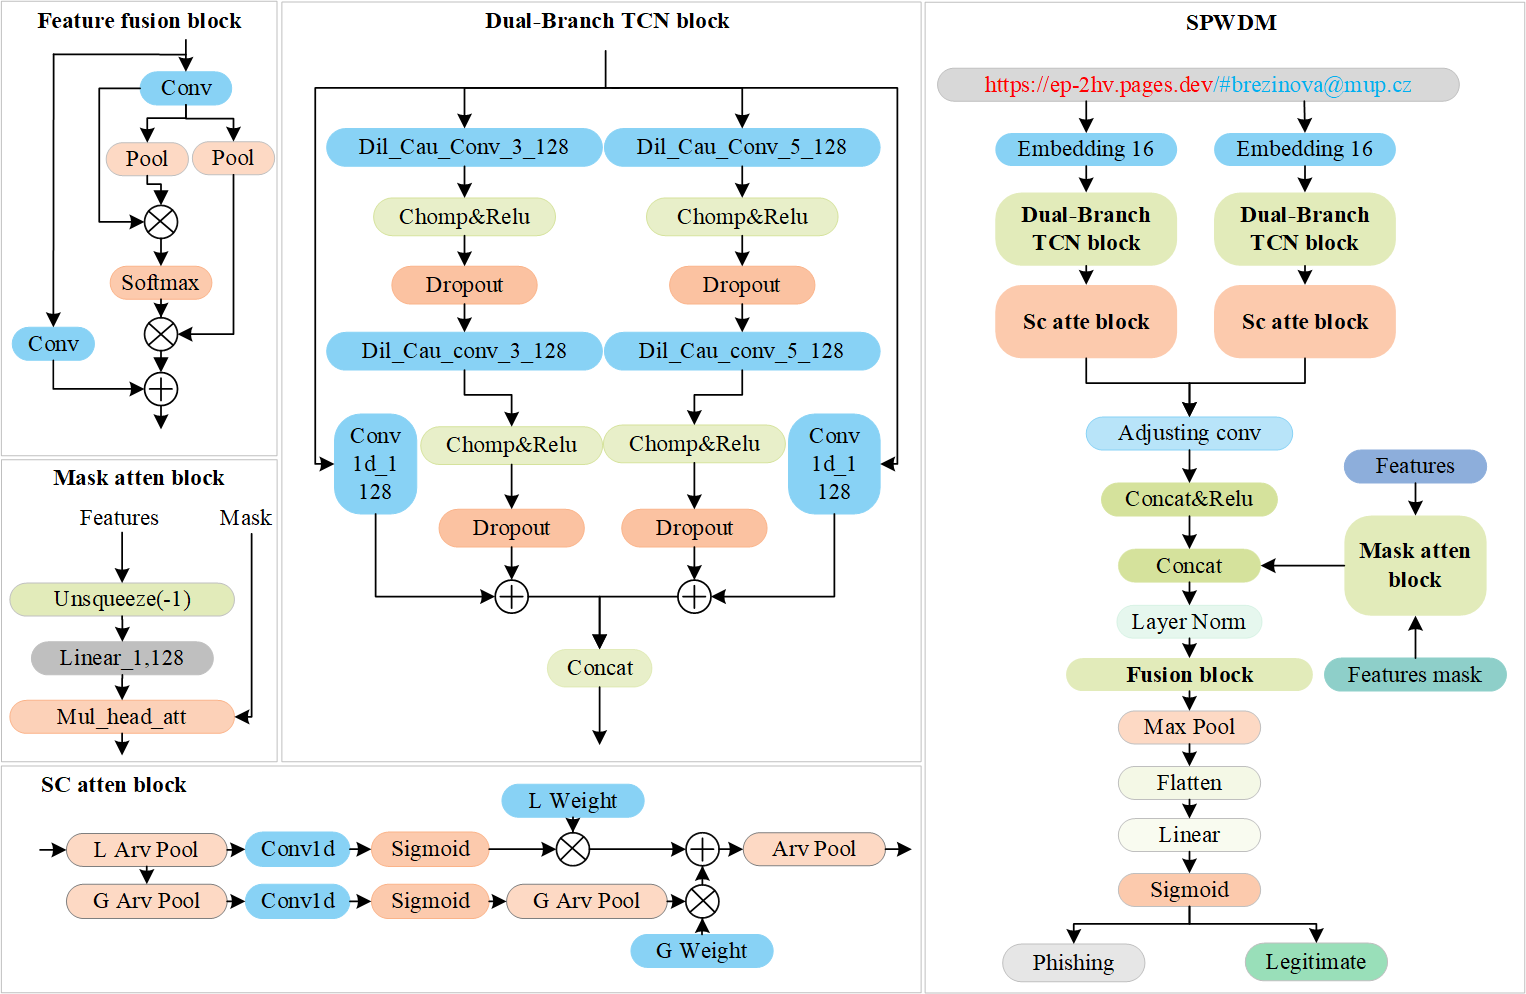 Feature fusion block
Conv
Pool
Pool
Softmax
Conv
Mask atten block
Features
Mask
Unsqueeze(-1)
Linear_1,128
Mul_head_att
Dual-Branch TCN block
Dil_Cau_Conv_3_128
Dil_Cau_Conv_5_128
Chomp&Relu
Chomp&Relu
Dropout
Dropout
Dil_Cau_conv_3_128
Dil_Cau_conv_5_128
Conv
1d_1
128
Chomp&Relu
Chomp&Relu
Conv
1d_1
128
Dropout
Dropout
Concat
SC atten block
L Weight
L Arv Pool
Conv1d
Sigmoid
Arv Pool
G Arv Pool
Conv1d
Sigmoid
G Arv Pool
G Weight
SPWDM
https://ep-2hv.pages.dev/#brezinova@mup.cz
Embedding 16
Embedding 16
Dual-Branch
TCN block
Dual-Branch
TCN block
Sc atte block
Sc atte block
Adjusting conv
Features
Concat&Relu
Mask atten
block
Concat
Layer Norm
Fusion block
Features mask
Max Pool
Flatten
Linear
Sigmoid
Phishing
Legitimate